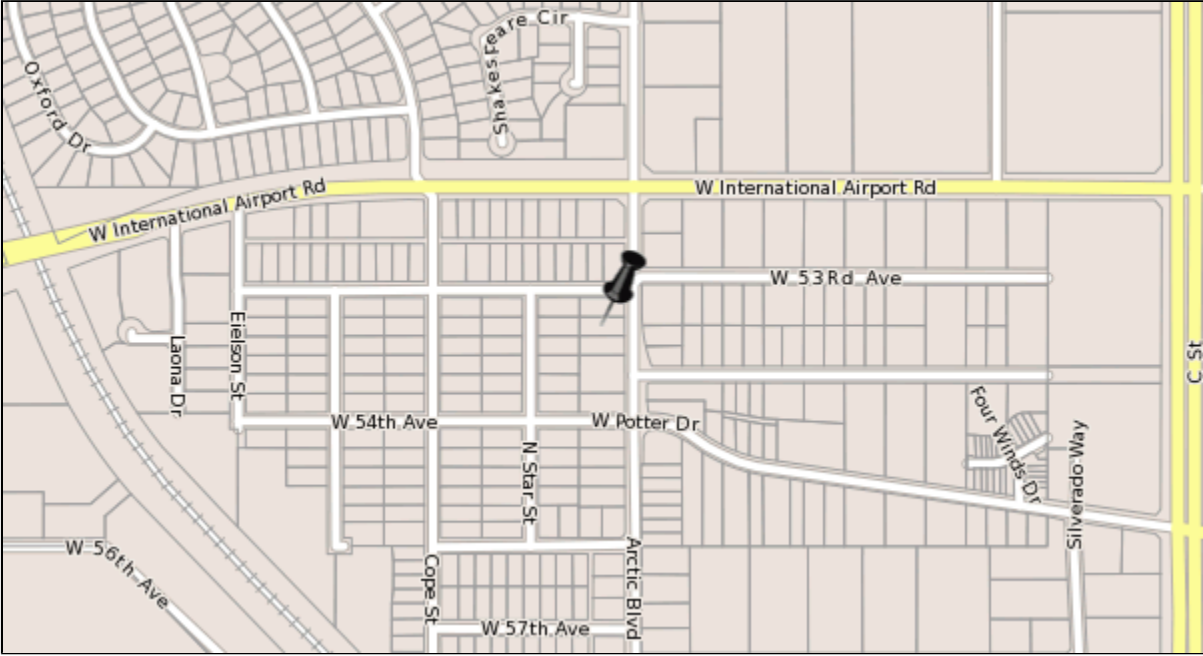 Shakespeare Cir
Oxford Dr
W International Airport Rd
W International Airport Rd
W 53Rd Ave
Eielson St
Laona Dr
C St
W 54th Ave
W Potter Dr
Four Winds Dr
N Star St
Silverapo Way
W 56th Ave
Cope St
Arctic Blvd
W 57th Ave